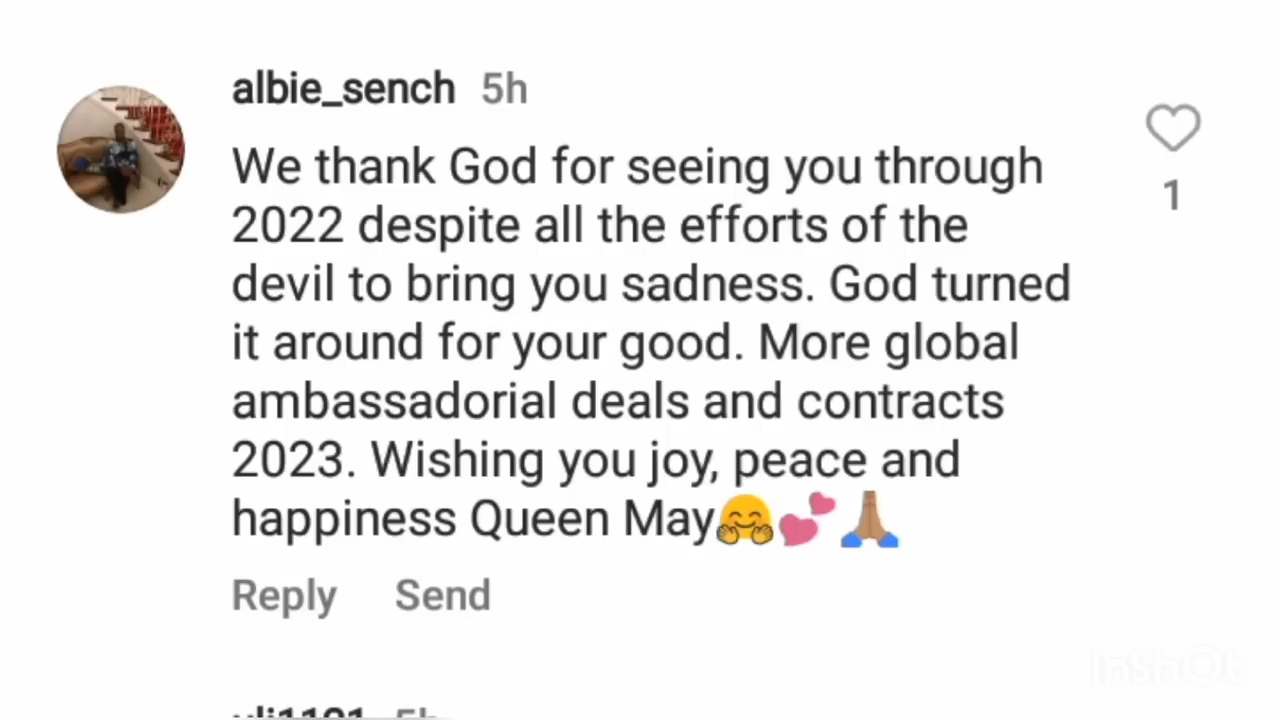 albie_sench 5h
We thank God for seeing you through
2022 despite all the efforts of the
devil to bring you sadness. God turned
it around for your good. More global
ambassadorial deals and contracts
2023. Wishing you joy, peace and
happiness Queen May🤗💕🙏🏽
1
Reply Send
InShOt